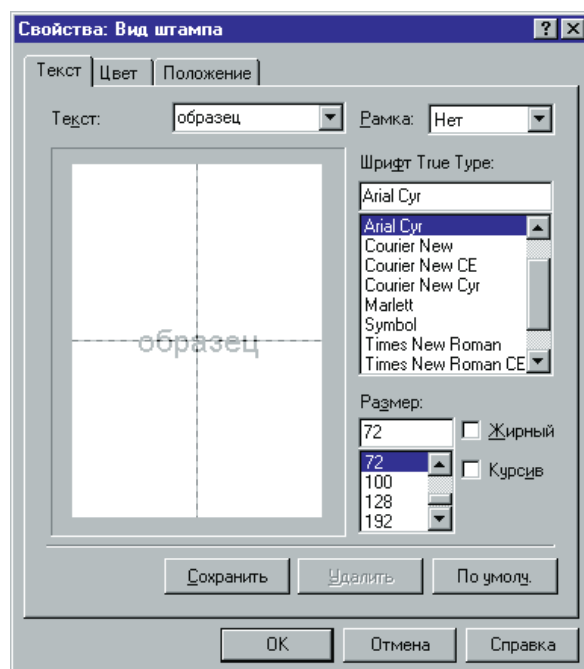 Свойства: Вид штампа
Текст Цвет Положение
Текст: образец Рамка: Нет
Шрифт True Type:
Arial Cyr
Arial Cyr
Courier New
Courier New CE
Courier New Cyr
Marlett
Symbol
Times New Roman
Times New Roman CE
образец
Размер:
72 Жирный
72 Курсив
100
128
192
Сохранить Удалить По умолч.
OK Отмена Справка